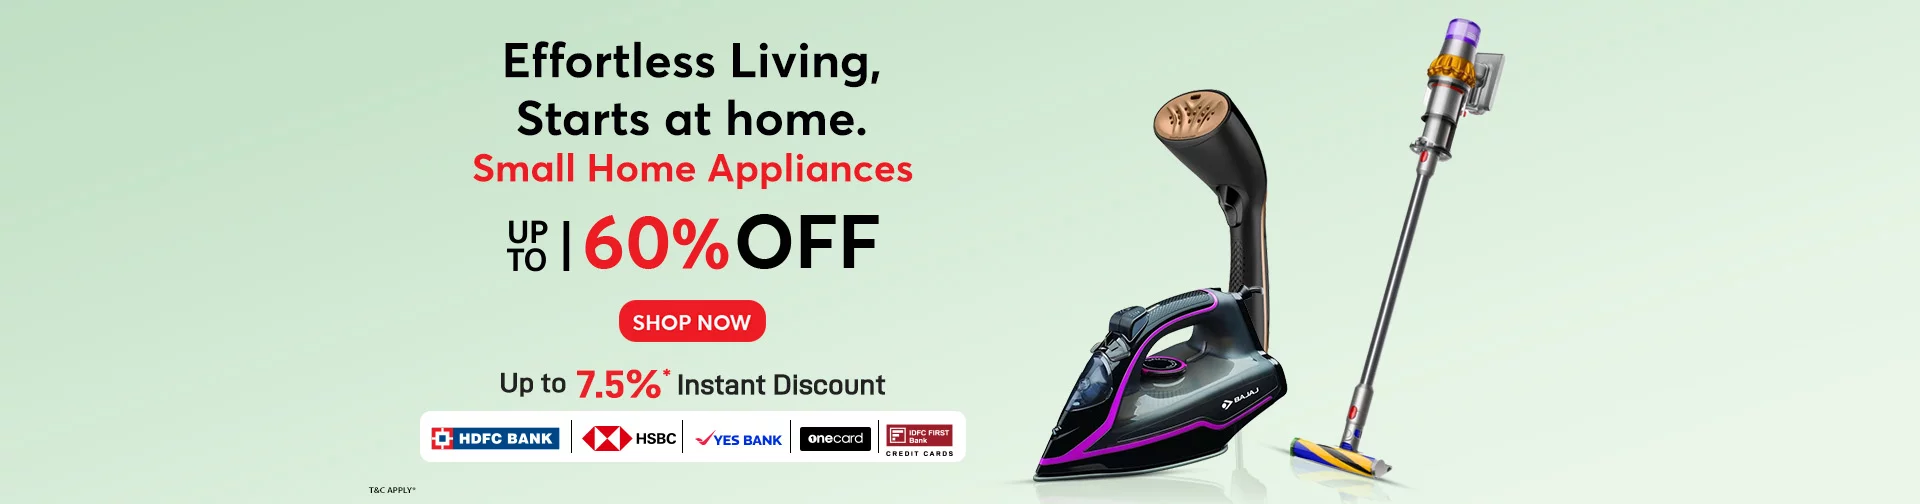 Effortless Living,
Starts at home.
Small Home Appliances
UP TO | 60% OFF
SHOP NOW
Up to 7.5%* Instant Discount
HDFC BANK
HSBC
YES BANK
onecard
IDFC FIRST
Bank
CREDIT CARDS
T&C APPLY*
BAJAJ